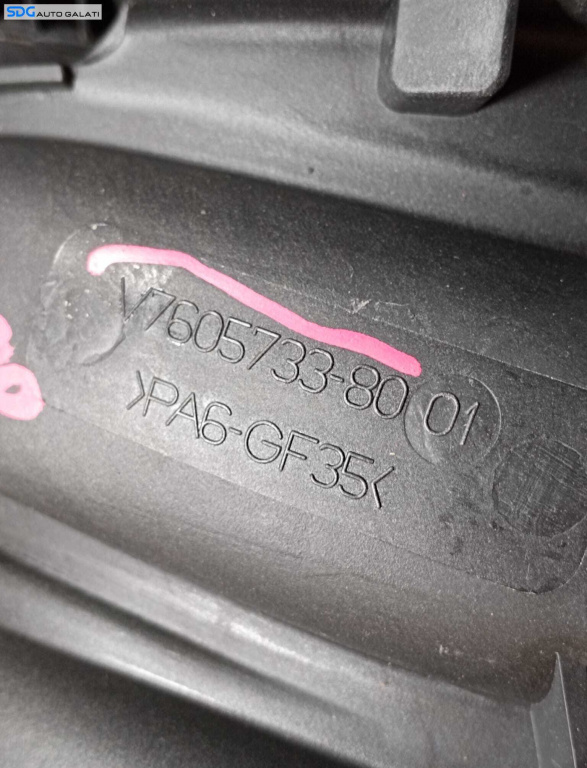 SDG AUTO GALATI
V7605733-80 01
>PA6-GF35<